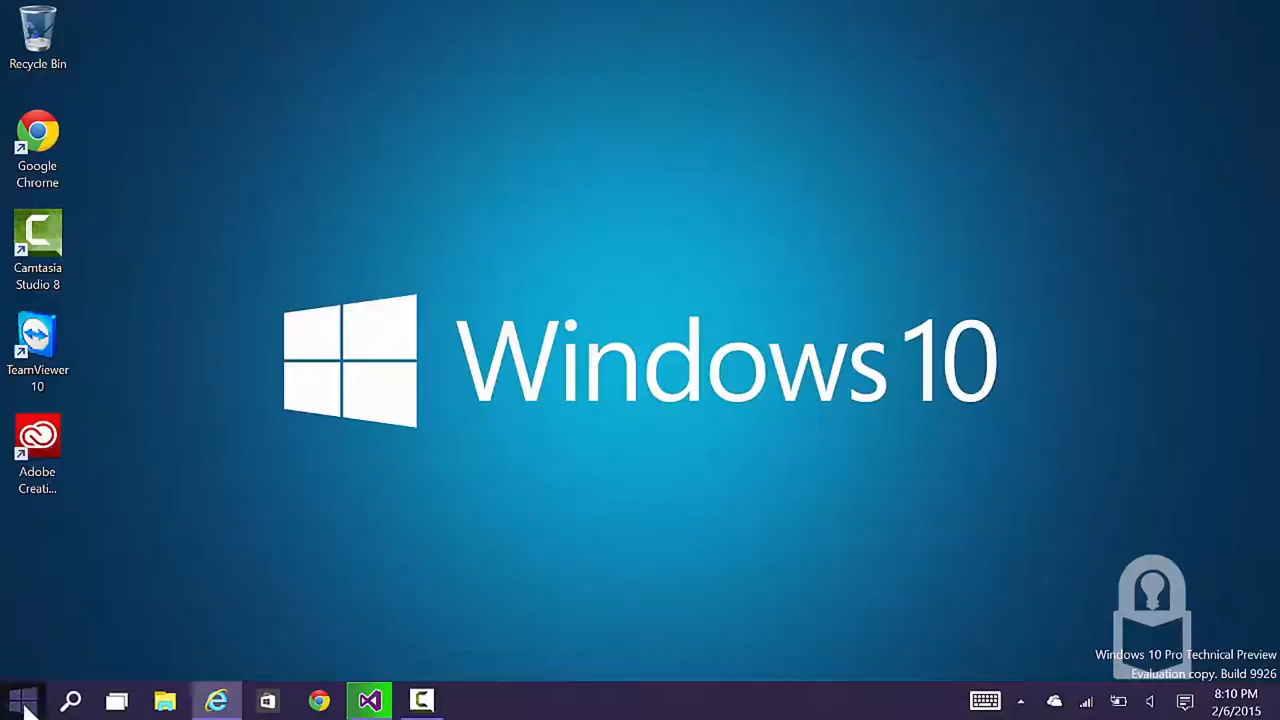 Recycle Bin
Google
Chrome
Camtasia
Studio 8
TeamViewer
10
Adobe
Creati...
Windows 10
Windows 10 Pro Technical Preview
Evaluation copy. Build 9926
8:10 PM
2/6/2015